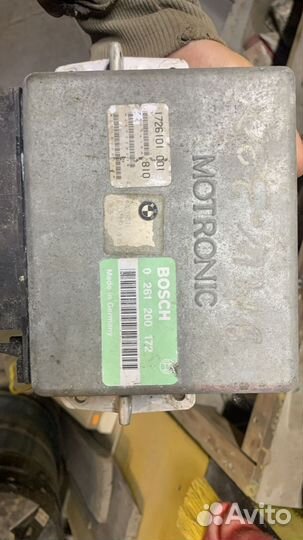 1726101 001
810
MOTRONIC
BOSCH
0 261 200 172
Made in Germany
Avito